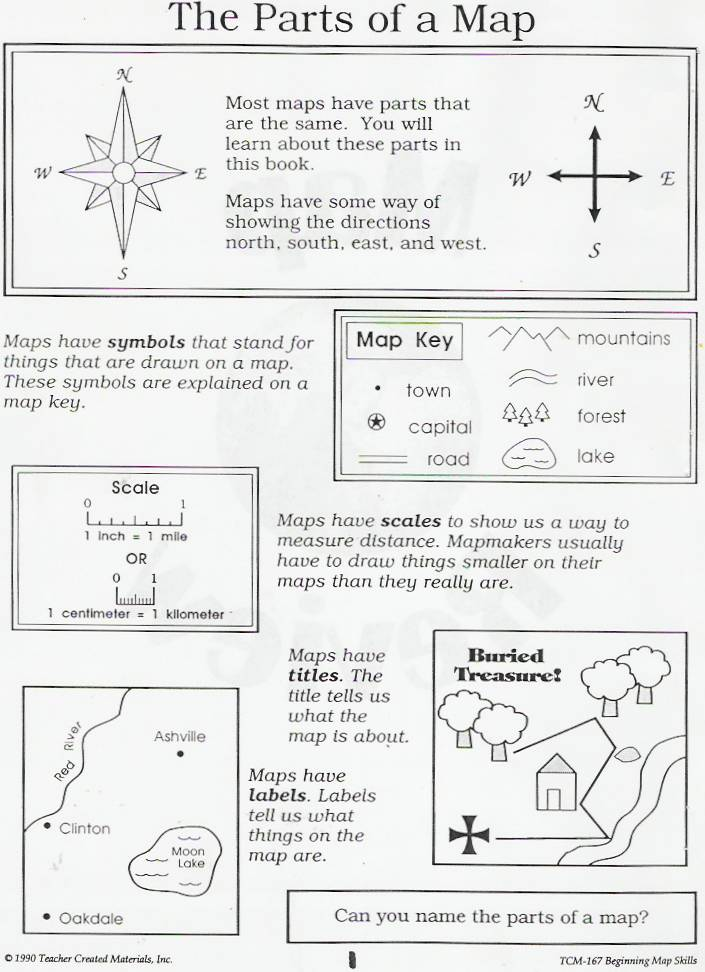 The Parts of a Map
N
W
E
S
Most maps have parts that
are the same. You will
learn about these parts in
this book.
Maps have some way of
showing the directions
north, south, east, and west.
N
W
E
S
Maps have symbols that stand for
things that are drawn on a map.
These symbols are explained on a
map key.
Map Key
town
capital
road
mountains
river
forest
lake
Scale
0 1
1 inch = 1 mile
OR
0 1
1 centimeter = 1 kilometer
Maps have scales to show us a way to
measure distance. Mapmakers usually
have to draw things smaller on their
maps than they really are.
Maps have
titles. The
title tells us
what the
map is about.
Buried
Treasure!
Red River
Ashville
Clinton
Moon
Lake
Oakdale
Maps have
labels. Labels
tell us what
things on the
map are.
Can you name the parts of a map?
© 1990 Teacher Created Materials, Inc.
1
TCM-167 Beginning Map Skills